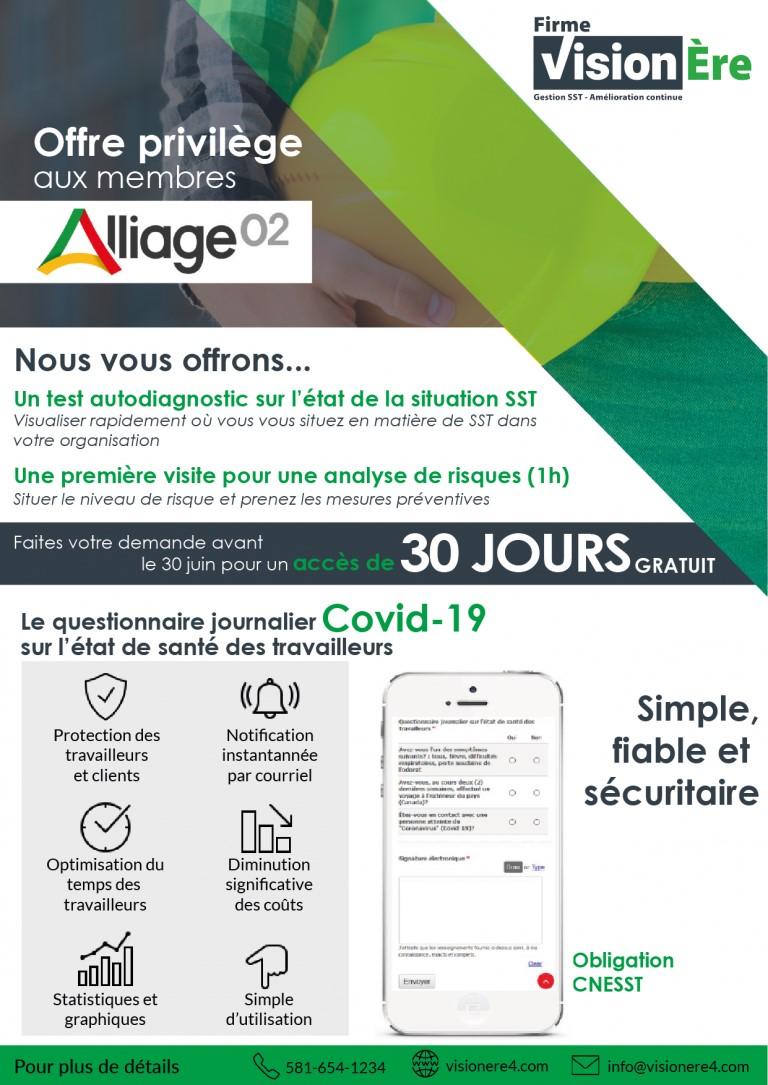 Firme
VisionÈre
Gestion SST - Amélioration continue
Offre privilège
aux membres
Alliage02
Nous vous offrons...
Un test autodiagnostic sur l'état de la situation SST
Visualiser rapidement où vous vous situez en matière de SST dans
votre organisation
Une première visite pour une analyse de risques (1h)
Situer le niveau de risque et prenez les mesures préventives
Faites votre demande avant
le 30 juin pour un accès de 30 JOURS GRATUIT
Le questionnaire journalier Covid-19
sur l'état de santé des travailleurs
Protection des
travailleurs
et clients
Notification
instantannée
par courriel
Optimisation du
temps des
travailleurs
Diminution
significative
des coûts
Statistiques et
graphiques
Simple
d'utilisation
Questionnaire journalier sur l'état de santé des
travailleurs *
Oui Non
Avez-vous l'un des symptômes
suivants? : toux, fièvre, difficultés
respiratoires, perte soudaine de
l'odorat
Avez-vous, au cours deux (2)
dernières semaines, effectué un
voyage à l'extérieur du pays
(Canada)?
Êtes-vous en contact avec une
personne atteinte du
"Coronavirus" (Covid 19)?
Signature électronique *
Draw or Type
J'atteste que les renseignements fournis ci-dessus sont, à ma
connaissance, exacts et complets.
Clear
Envoyer
Simple,
fiable et
sécuritaire
Obligation
CNESST
Pour plus de détails
581-654-1234
visionere4.com
info@visionere4.com